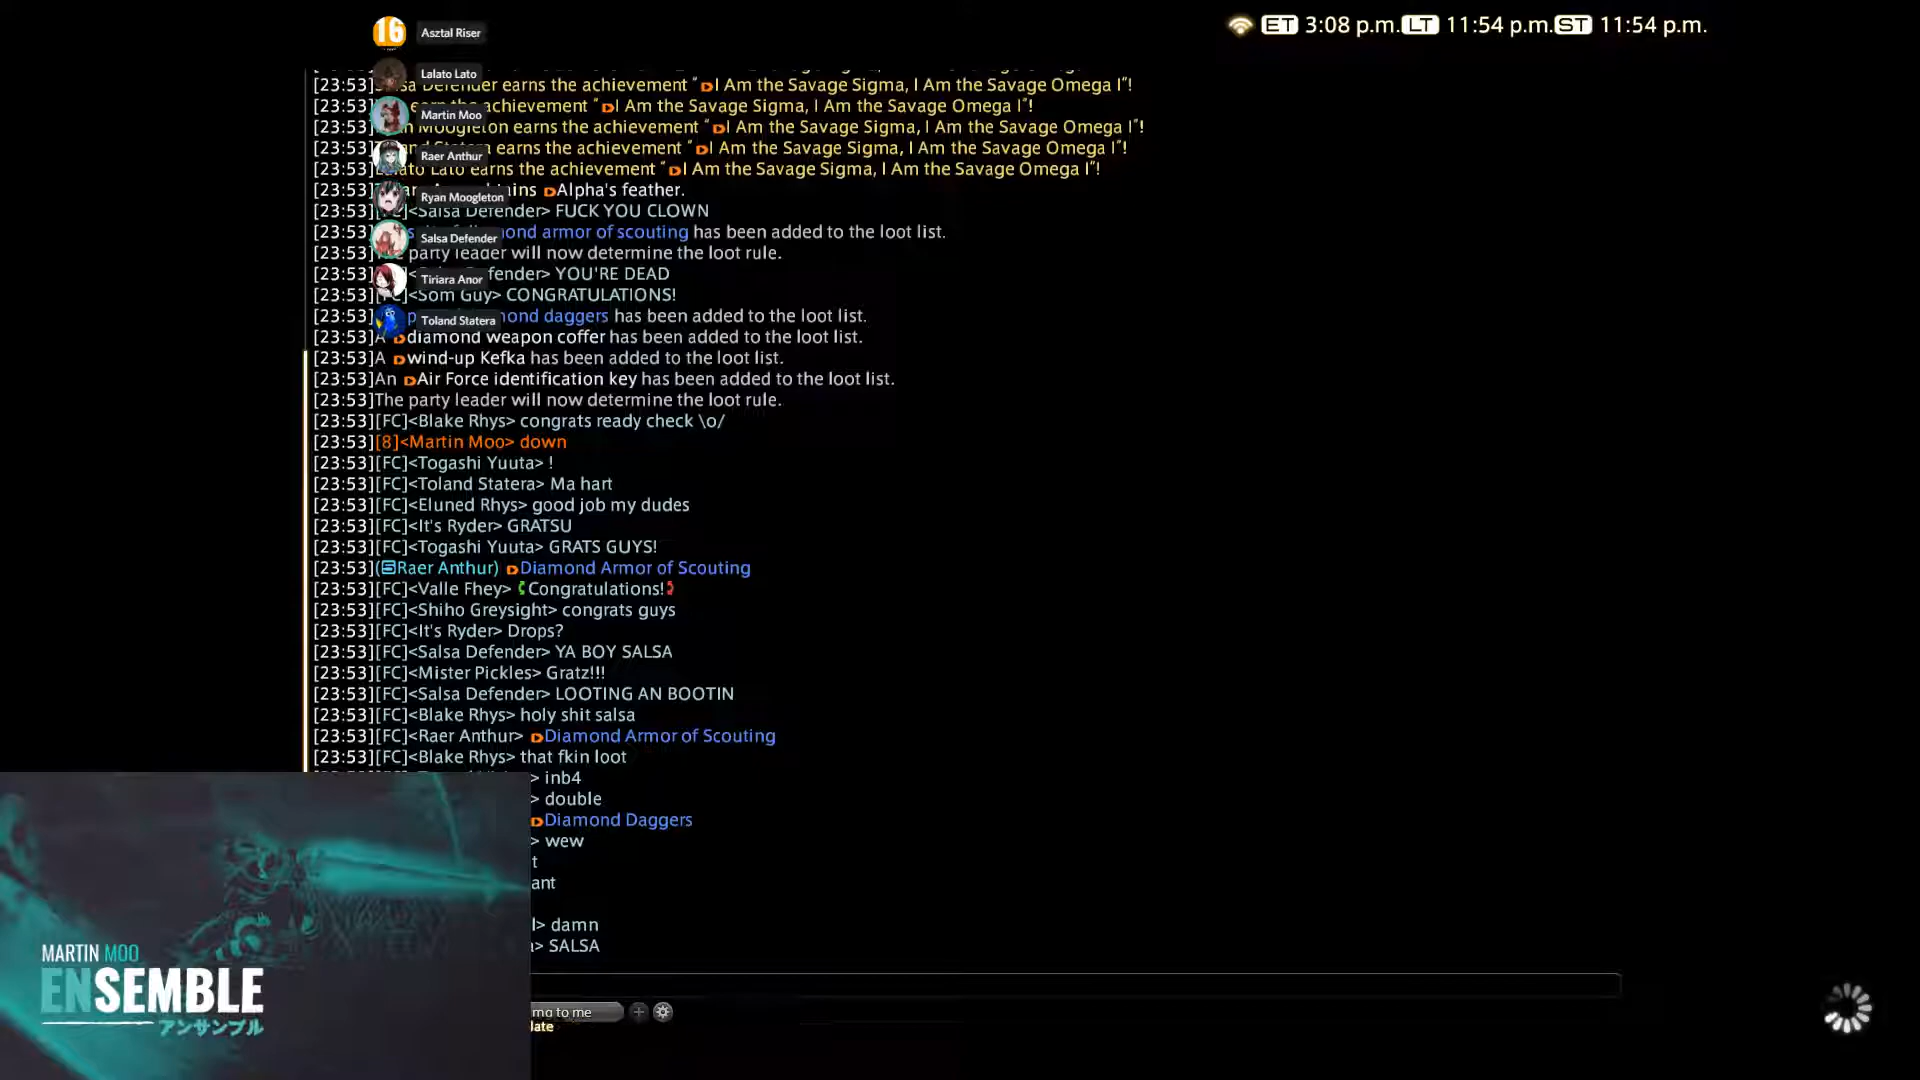 16 Asztal Riser
ET 3:08 p.m. LT 11:54 p.m. ST 11:54 p.m.
Lalato Lato
Martin Moo
Raer Anthur
Ryan Moogleton
Salsa Defender
Tiriara Anor
Toland Statera
[23:53] Defender earns the achievement "I Am the Savage Sigma, I Am the Savage Omega I"!
[23:53] earn the achievement "I Am the Savage Sigma, I Am the Savage Omega I"!
[23:53] Moogleton earns the achievement "I Am the Savage Sigma, I Am the Savage Omega I"!
[23:53] earns the achievement "I Am the Savage Sigma, I Am the Savage Omega I"!
[23:53] Lato earns the achievement "I Am the Savage Sigma, I Am the Savage Omega I"!
[23:53] Alpha's feather.
[23:53] <Salsa Defender> FUCK YOU CLOWN
[23:53] armor of scouting has been added to the loot list.
[23:53] party leader will now determine the loot rule.
[23:53] YOU'RE DEAD
[23:53] <Som Guy> CONGRATULATIONS!
[23:53] daggers has been added to the loot list.
[23:53]A diamond weapon coffer has been added to the loot list.
[23:53]A wind-up Kefka has been added to the loot list.
[23:53]An Air Force identification key has been added to the loot list.
[23:53]The party leader will now determine the loot rule.
[23:53][FC]<Blake Rhys> congrats ready check \o/
[23:53][8]<Martin Moo> down
[23:53][FC]<Togashi Yuuta> !
[23:53][FC]<Toland Statera> Ma hart
[23:53][FC]<Eluned Rhys> good job my dudes
[23:53][FC]<It's Ryder> GRATSU
[23:53][FC]<Togashi Yuuta> GRATS GUYS!
[23:53](Raer Anthur) Diamond Armor of Scouting
[23:53][FC]<Valle Fhey> Congratulations!
[23:53][FC]<Shiho Greysight> congrats guys
[23:53][FC]<It's Ryder> Drops?
[23:53][FC]<Salsa Defender> YA BOY SALSA
[23:53][FC]<Mister Pickles> Gratz!!!
[23:53][FC]<Salsa Defender> LOOTING AN BOOTIN
[23:53][FC]<Blake Rhys> holy shit salsa
[23:53][FC]<Raer Anthur> Diamond Armor of Scouting
[23:53][FC]<Blake Rhys> that fkin loot
> inb4
> double
Diamond Daggers
> wew
t
ant
l> damn
> SALSA
to me
late
MARTIN MOO
ENSEMBLE
アンサンブル